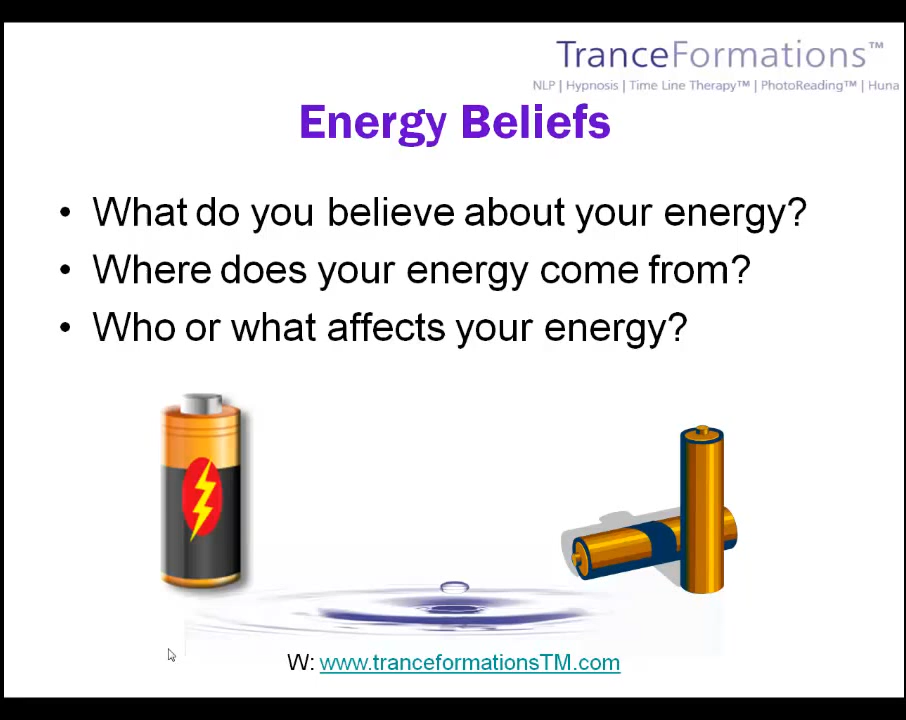 TranceFormations™
NLP | Hypnosis | Time Line Therapy™ | PhotoReading™ | Huna
Energy Beliefs
• What do you believe about your energy?
• Where does your energy come from?
• Who or what affects your energy?
W: www.tranceformationsTM.com